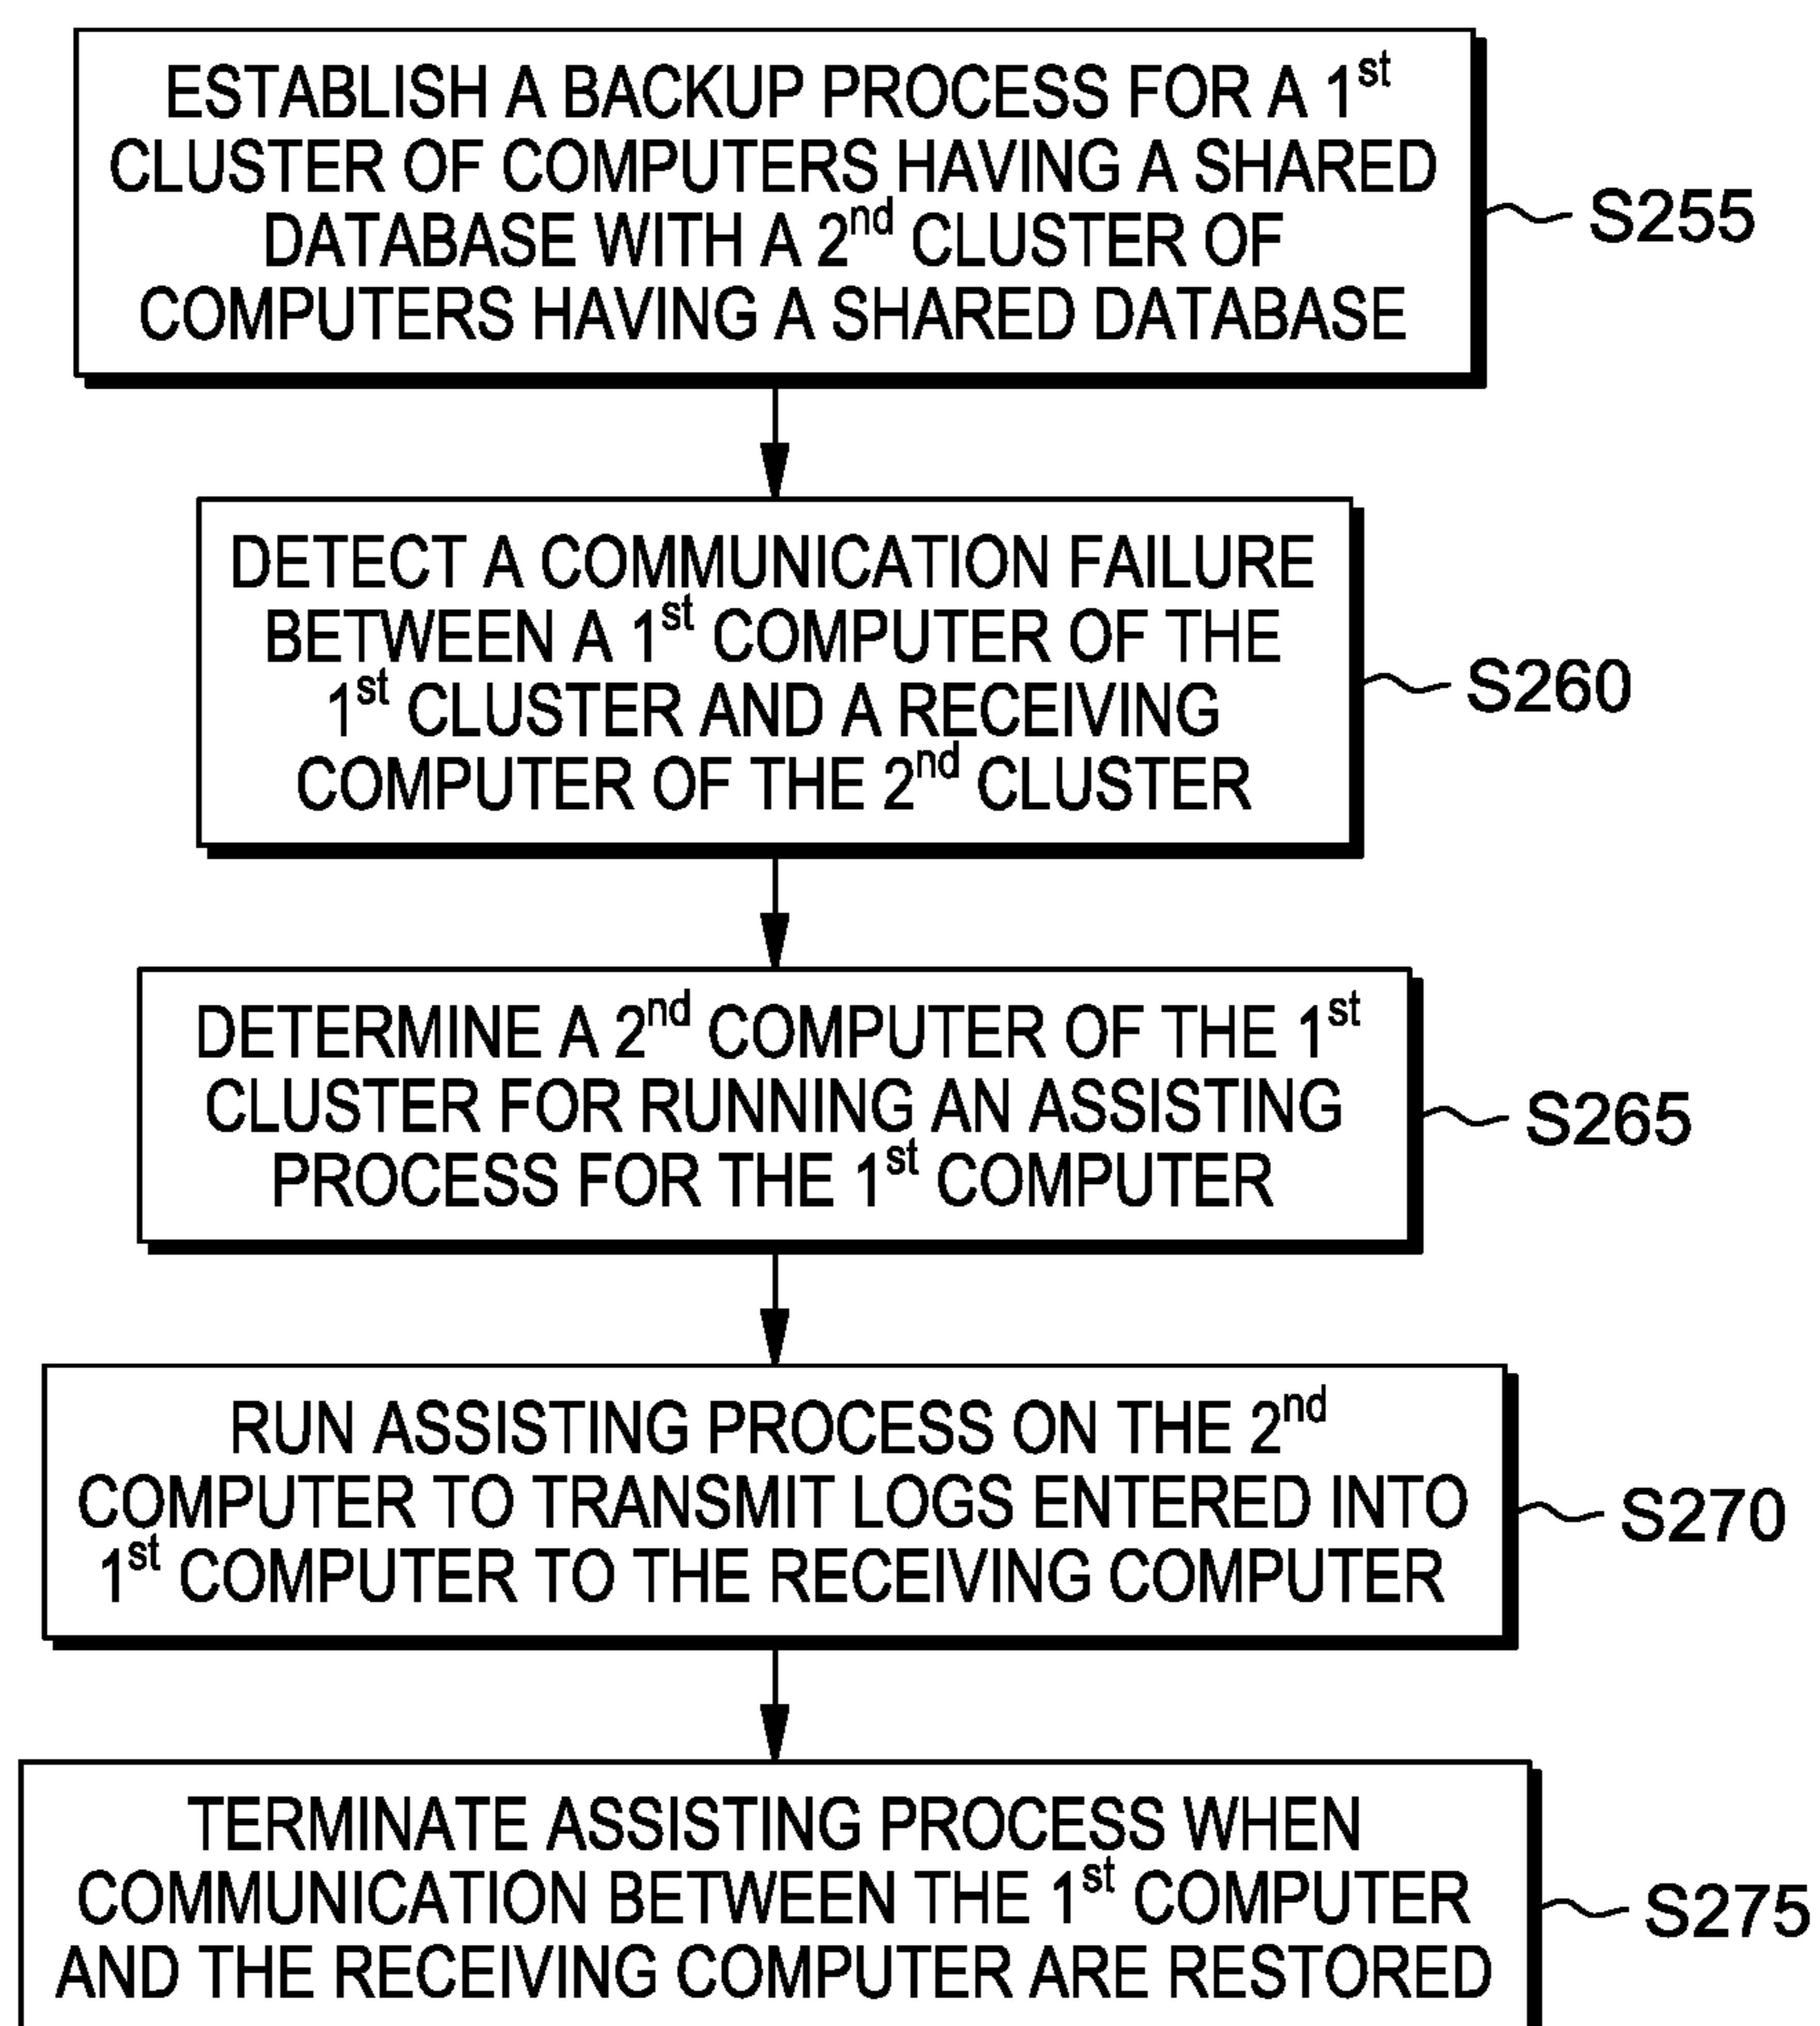 ESTABLISH A BACKUP PROCESS FOR A 1st
CLUSTER OF COMPUTERS HAVING A SHARED
DATABASE WITH A 2nd CLUSTER OF
COMPUTERS HAVING A SHARED DATABASE
S255
DETECT A COMMUNICATION FAILURE
BETWEEN A 1st COMPUTER OF THE
1st CLUSTER AND A RECEIVING
COMPUTER OF THE 2nd CLUSTER
S260
DETERMINE A 2nd COMPUTER OF THE 1st
CLUSTER FOR RUNNING AN ASSISTING
PROCESS FOR THE 1st COMPUTER
S265
RUN ASSISTING PROCESS ON THE 2nd
COMPUTER TO TRANSMIT LOGS ENTERED INTO
1st COMPUTER TO THE RECEIVING COMPUTER
S270
TERMINATE ASSISTING PROCESS WHEN
COMMUNICATION BETWEEN THE 1st COMPUTER
AND THE RECEIVING COMPUTER ARE RESTORED
S275